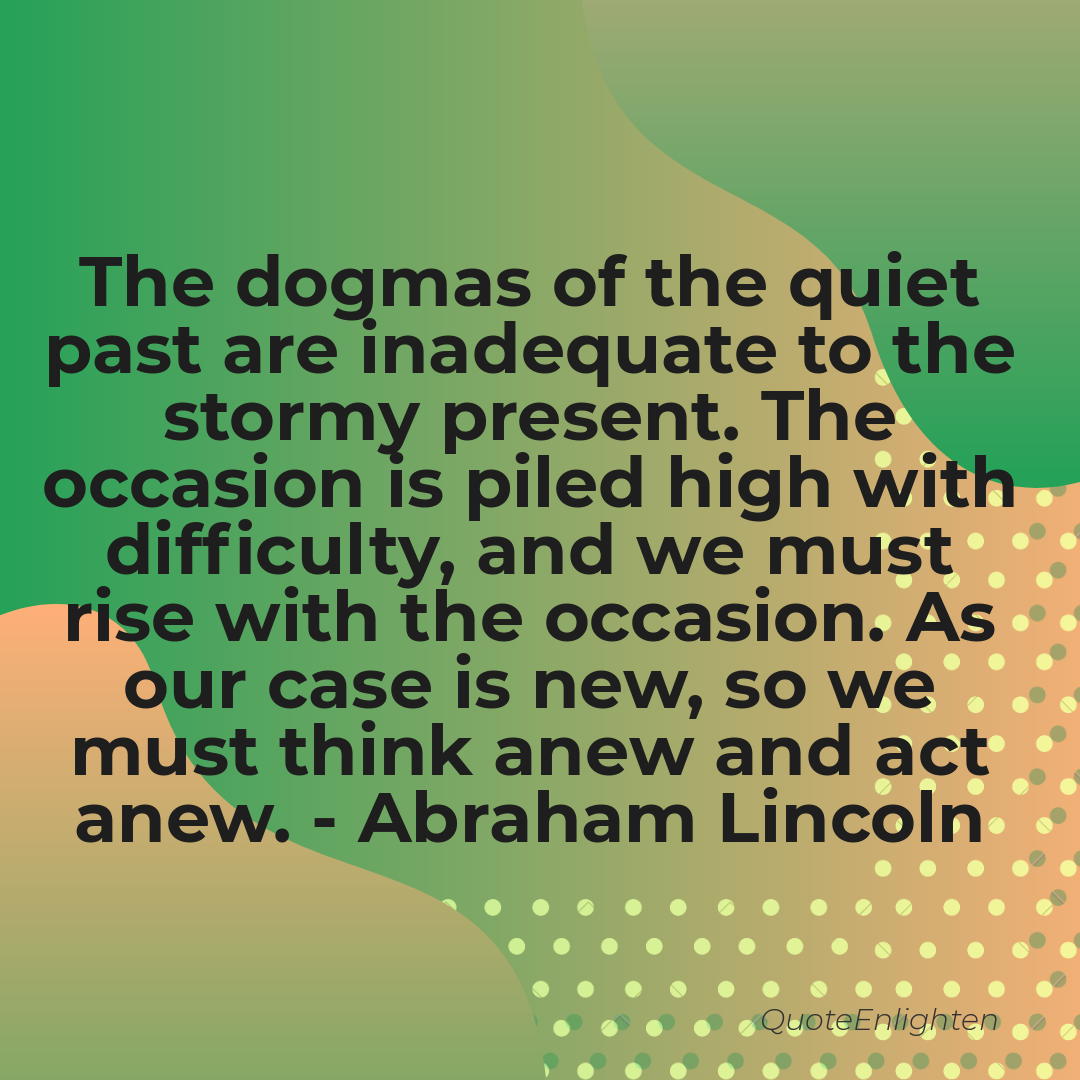 The dogmas of the quiet
past are inadequate to the
stormy present. The
occasion is piled high with
difficulty, and we must
rise with the occasion. As
our case is new, so we
must think anew and act
anew. - Abraham Lincoln
QuoteEnlighten